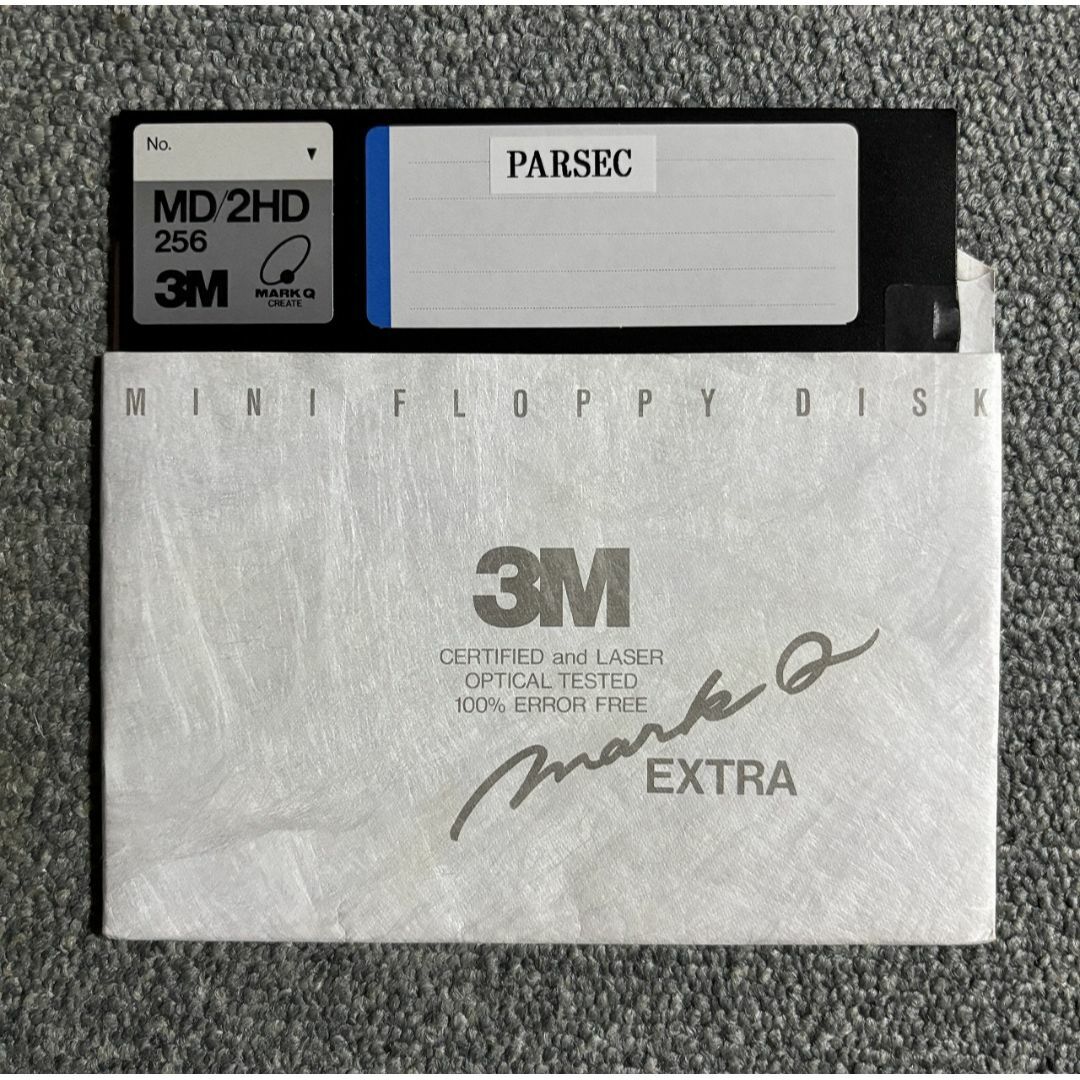 No.
MD/2HD
256
3M
MARK Q
CREATE
PARSEC
MINI FLOPPY DISK
3M
CERTIFIED and LASER
OPTICAL TESTED
100% ERROR FREE
mark Q
EXTRA